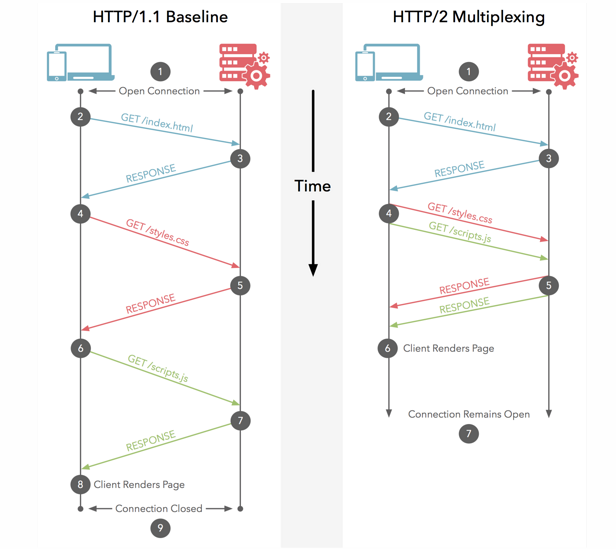 HTTP/1.1 Baseline
1
Open Connection
2
GET /index.html
3
RESPONSE
4
GET /styles.css
5
RESPONSE
6
GET /scripts.js
7
RESPONSE
8
Client Renders Page
Connection Closed
9
Time
HTTP/2 Multiplexing
1
Open Connection
2
GET /index.html
3
RESPONSE
4
GET /styles.css
GET /scripts.js
5
RESPONSE
RESPONSE
6
Client Renders Page
Connection Remains Open
7